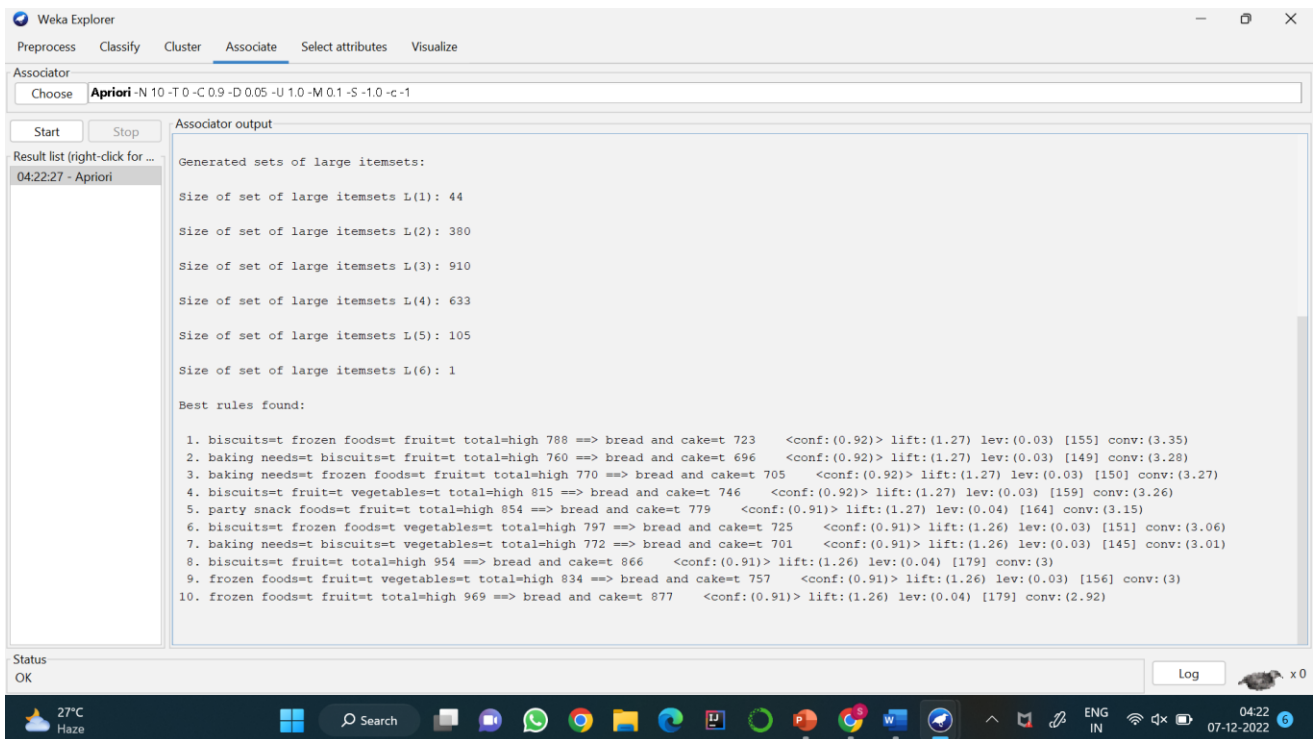 Weka Explorer
Preprocess Classify Cluster Associate Select attributes Visualize
Associator
Choose Apriori -N 10 -T 0 -C 0.9 -D 0.05 -U 1.0 -M 0.1 -S -1.0 -c -1
Start Stop
Result list (right-click for ...
04:22:27 - Apriori
Associator output
Generated sets of large itemsets:
Size of set of large itemsets L(1): 44
Size of set of large itemsets L(2): 380
Size of set of large itemsets L(3): 910
Size of set of large itemsets L(4): 633
Size of set of large itemsets L(5): 105
Size of set of large itemsets L(6): 1
Best rules found:
1. biscuits=t frozen foods=t fruit=t total=high 788 ==> bread and cake=t 723 <conf:(0.92)> lift:(1.27) lev:(0.03) [155] conv:(3.35)
2. baking needs=t biscuits=t fruit=t total=high 760 ==> bread and cake=t 696 <conf:(0.92)> lift:(1.27) lev:(0.03) [149] conv:(3.28)
3. baking needs=t frozen foods=t fruit=t total=high 770 ==> bread and cake=t 705 <conf:(0.92)> lift:(1.27) lev:(0.03) [150] conv:(3.27)
4. biscuits=t fruit=t vegetables=t total=high 815 ==> bread and cake=t 746 <conf:(0.92)> lift:(1.27) lev:(0.03) [159] conv:(3.26)
5. party snack foods=t fruit=t total=high 854 ==> bread and cake=t 779 <conf:(0.91)> lift:(1.27) lev:(0.04) [164] conv:(3.15)
6. biscuits=t frozen foods=t vegetables=t total=high 797 ==> bread and cake=t 725 <conf:(0.91)> lift:(1.26) lev:(0.03) [151] conv:(3.06)
7. baking needs=t biscuits=t vegetables=t total=high 772 ==> bread and cake=t 701 <conf:(0.91)> lift:(1.26) lev:(0.03) [145] conv:(3.01)
8. biscuits=t fruit=t total=high 954 ==> bread and cake=t 866 <conf:(0.91)> lift:(1.26) lev:(0.04) [179] conv:(3)
9. frozen foods=t fruit=t vegetables=t total=high 834 ==> bread and cake=t 757 <conf:(0.91)> lift:(1.26) lev:(0.03) [156] conv:(3)
10. frozen foods=t fruit=t total=high 969 ==> bread and cake=t 877 <conf:(0.91)> lift:(1.26) lev:(0.04) [179] conv:(2.92)
Status
OK
Log x 0
27°C
Haze
Search
ENG
IN
04:22
07-12-2022
6